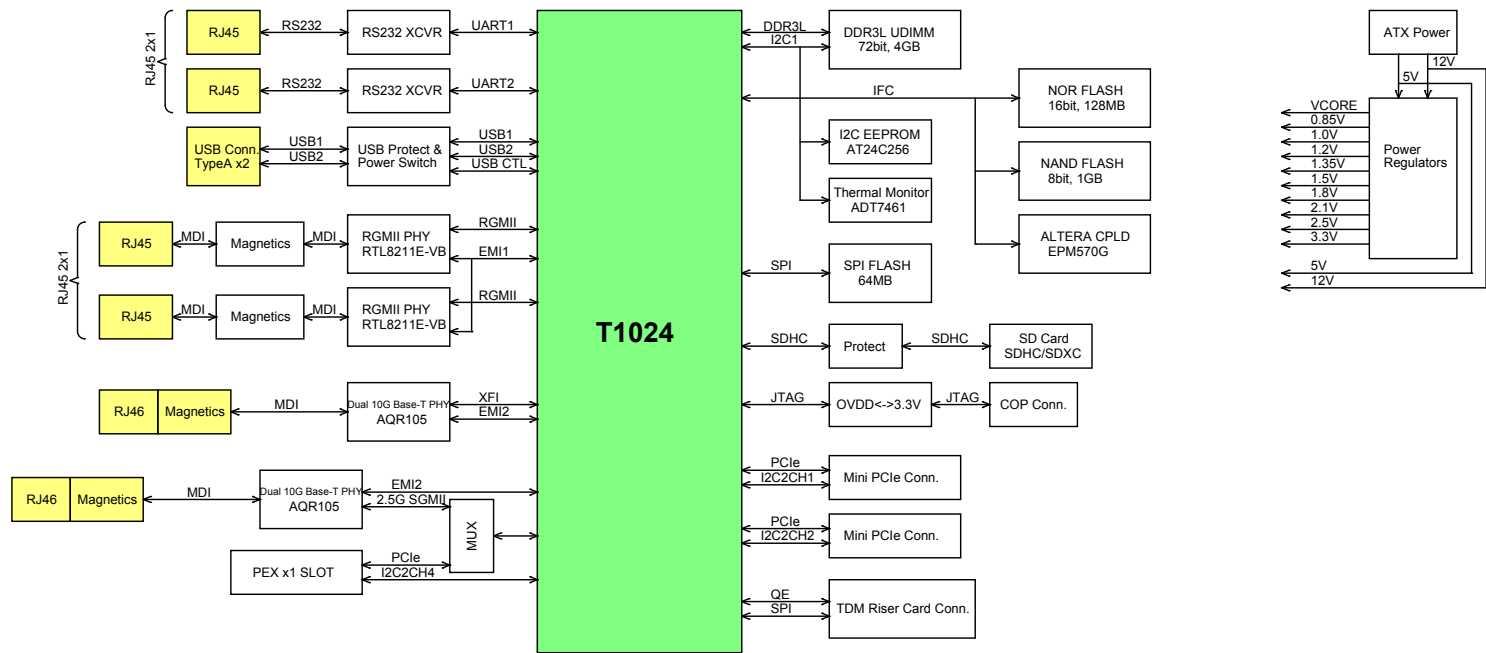 RJ45 2x1
RJ45
RS232
RS232 XCVR
UART1
RJ45
RS232
RS232 XCVR
UART2
USB Conn.
TypeA x2
USB1
USB2
USB Protect &
Power Switch
USB1
USB2
USB CTL
RJ45 2x1
RJ45
MDI
Magnetics
MDI
RGMII PHY
RTL8211E-VB
RGMII
EMI1
RJ45
MDI
Magnetics
MDI
RGMII PHY
RTL8211E-VB
RGMII
RJ46
Magnetics
MDI
Dual 10G Base-T PHY
AQR105
XFI
EMI2
RJ46
Magnetics
MDI
Dual 10G Base-T PHY
AQR105
EMI2
2.5G SGMII
MUX
PEX x1 SLOT
PCIe
I2C2CH4
T1024
DDR3L
I2C1
DDR3L UDIMM
72bit, 4GB
IFC
NOR FLASH
16bit, 128MB
I2C EEPROM
AT24C256
NAND FLASH
8bit, 1GB
Thermal Monitor
ADT7461
ALTERA CPLD
EPM570G
SPI
SPI FLASH
64MB
SDHC
Protect
SDHC
SD Card
SDHC/SDXC
JTAG
OVDD<->3.3V
JTAG
COP Conn.
PCIe
I2C2CH1
Mini PCIe Conn.
PCIe
I2C2CH2
Mini PCIe Conn.
QE
SPI
TDM Riser Card Conn.
ATX Power
12V
5V
Power
Regulators
VCORE
0.85V
1.0V
1.2V
1.35V
1.5V
1.8V
2.1V
2.5V
3.3V
5V
12V